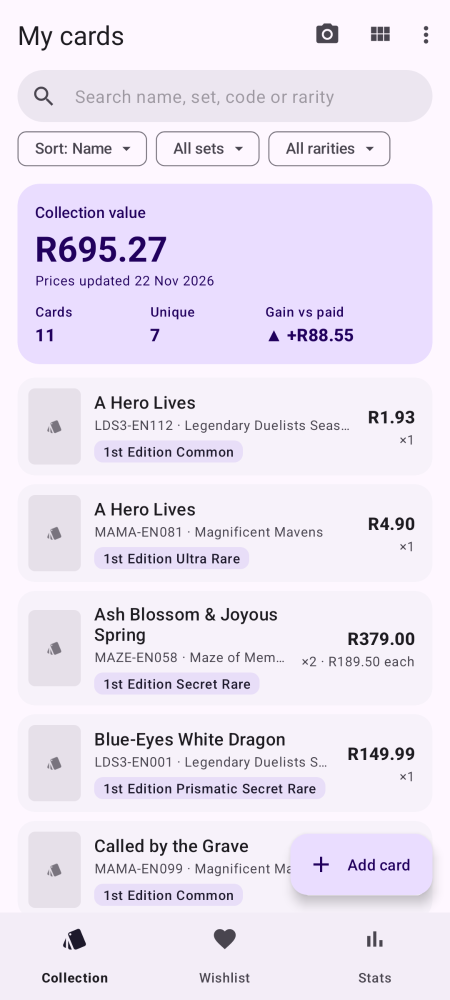 My cards
Search name, set, code or rarity
Sort: Name
All sets
All rarities
Collection value
R695.27
Prices updated 22 Nov 2026
Cards
11
Unique
7
Gain vs paid
▲ +R88.55
A Hero Lives
LDS3-EN112 · Legendary Duelists Seas…
1st Edition Common
R1.93
×1
A Hero Lives
MAMA-EN081 · Magnificent Mavens
1st Edition Ultra Rare
R4.90
×1
Ash Blossom & Joyous
Spring
MAZE-EN058 · Maze of Mem…
1st Edition Secret Rare
R379.00
×2 · R189.50 each
Blue-Eyes White Dragon
LDS3-EN001 · Legendary Duelists S…
1st Edition Prismatic Secret Rare
R149.99
×1
Called by the Grave
MAMA-EN099 · Magnificent Ma
1st Edition Common
Add card
Collection
Wishlist
Stats